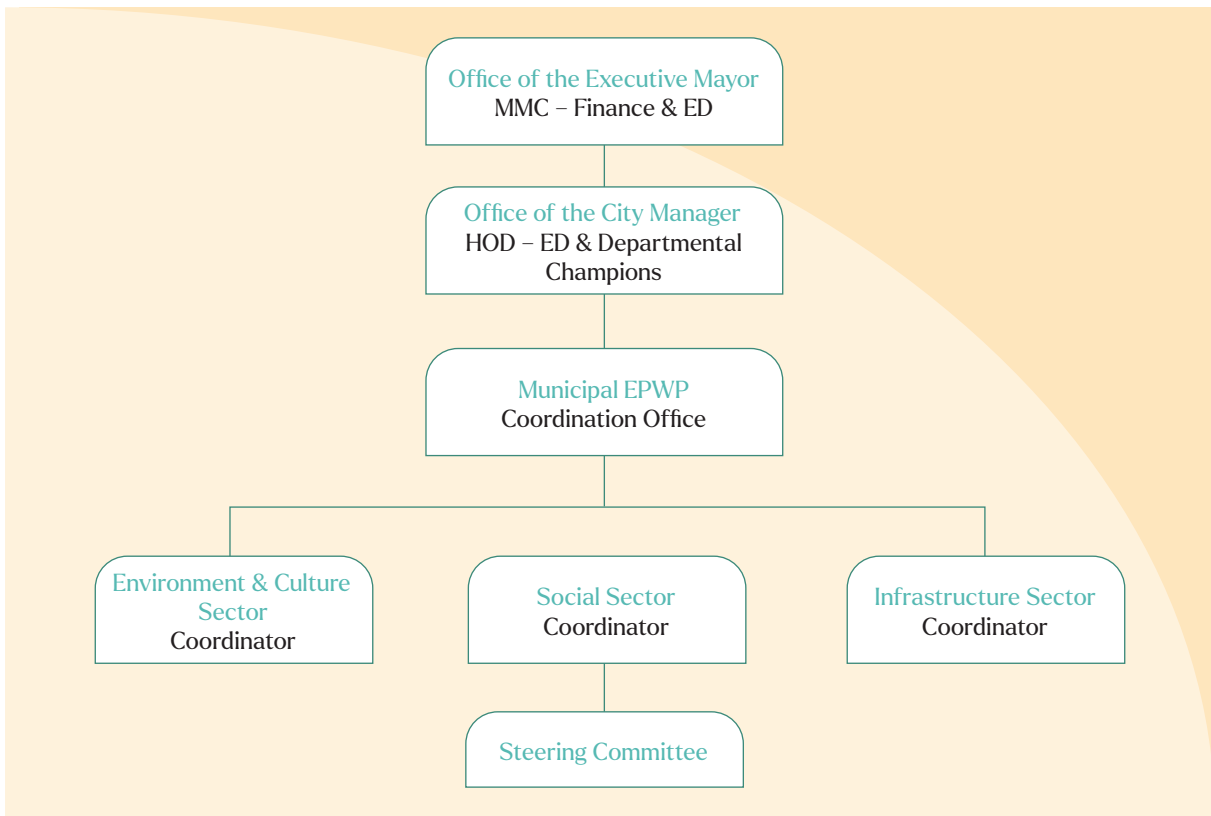 Office of the Executive Mayor
MMC – Finance & ED
Office of the City Manager
HOD – ED & Departmental
Champions
Municipal EPWP
Coordination Office
Environment & Culture
Sector
Coordinator
Social Sector
Coordinator
Infrastructure Sector
Coordinator
Steering Committee